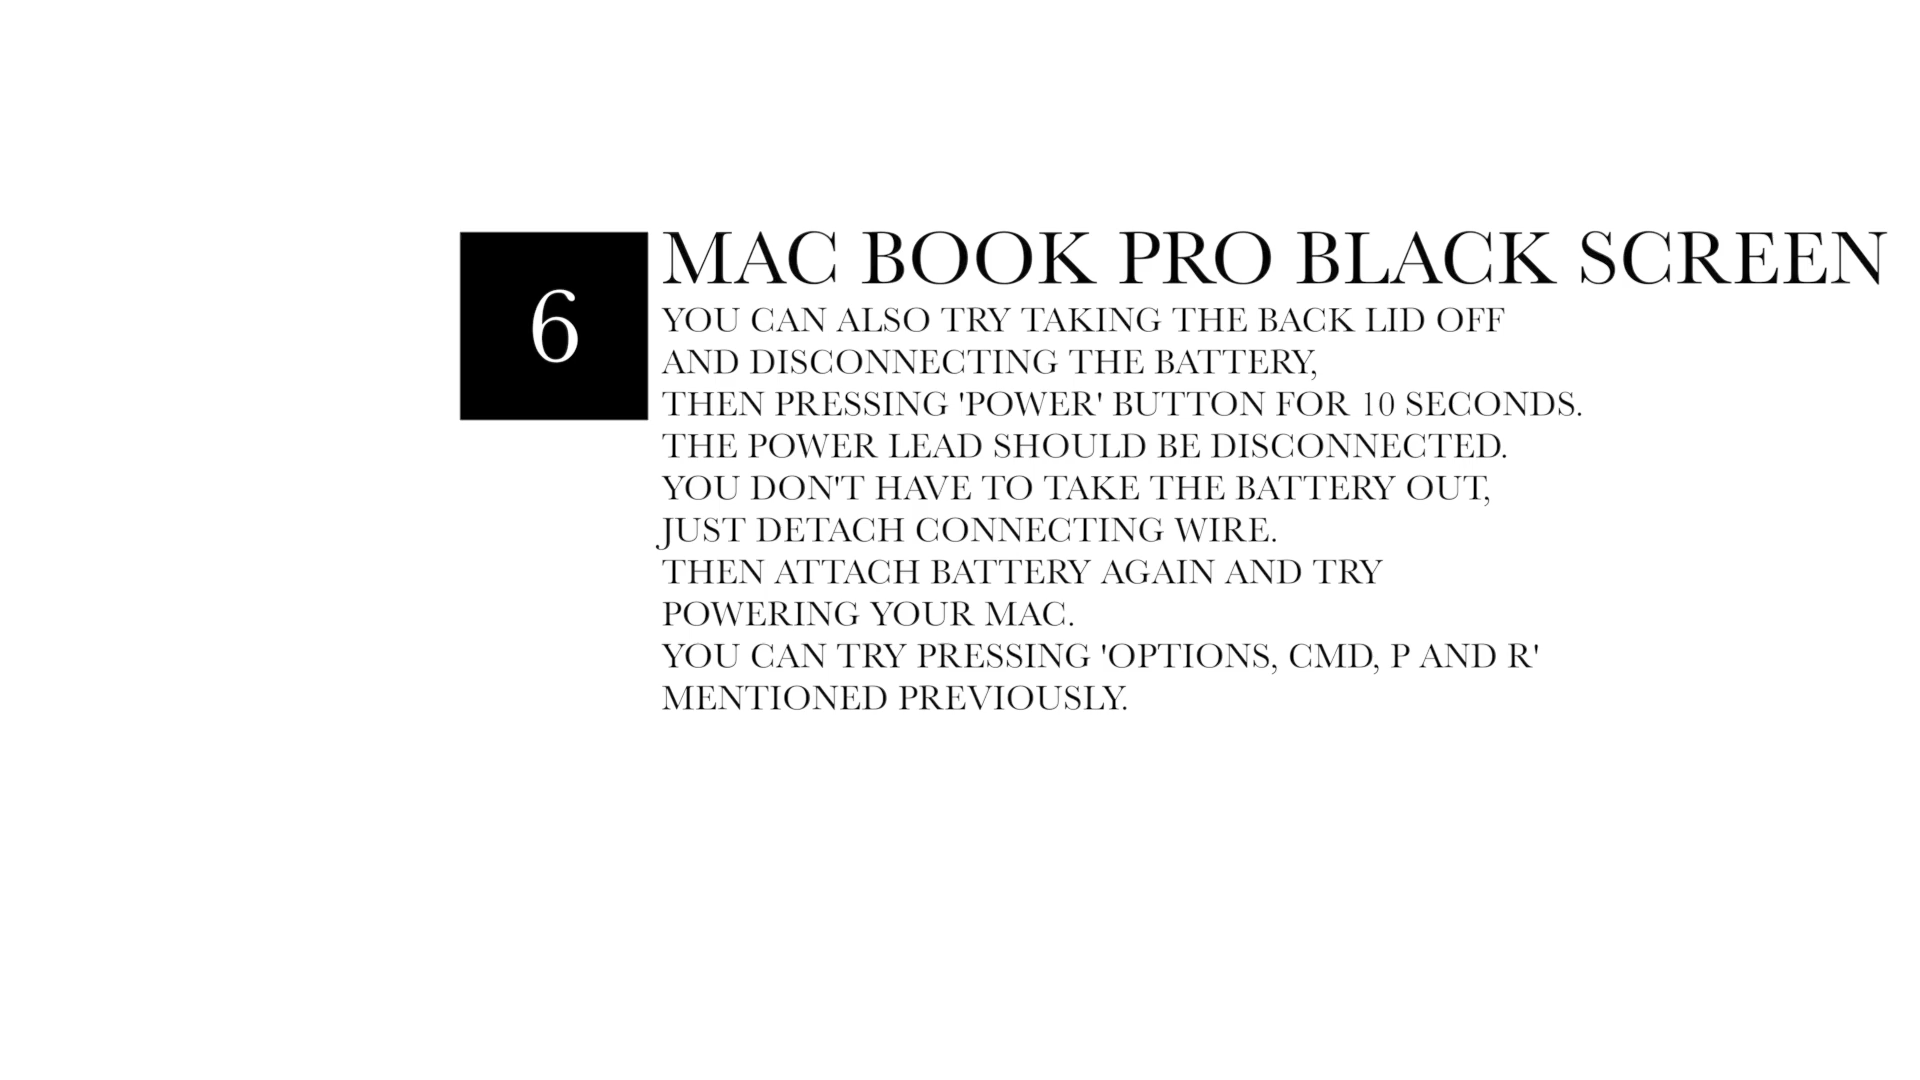 6
MAC BOOK PRO BLACK SCREEN
YOU CAN ALSO TRY TAKING THE BACK LID OFF
AND DISCONNECTING THE BATTERY,
THEN PRESSING 'POWER' BUTTON FOR 10 SECONDS.
THE POWER LEAD SHOULD BE DISCONNECTED.
YOU DON'T HAVE TO TAKE THE BATTERY OUT,
JUST DETACH CONNECTING WIRE.
THEN ATTACH BATTERY AGAIN AND TRY
POWERING YOUR MAC.
YOU CAN TRY PRESSING 'OPTIONS, CMD, P AND R'
MENTIONED PREVIOUSLY.